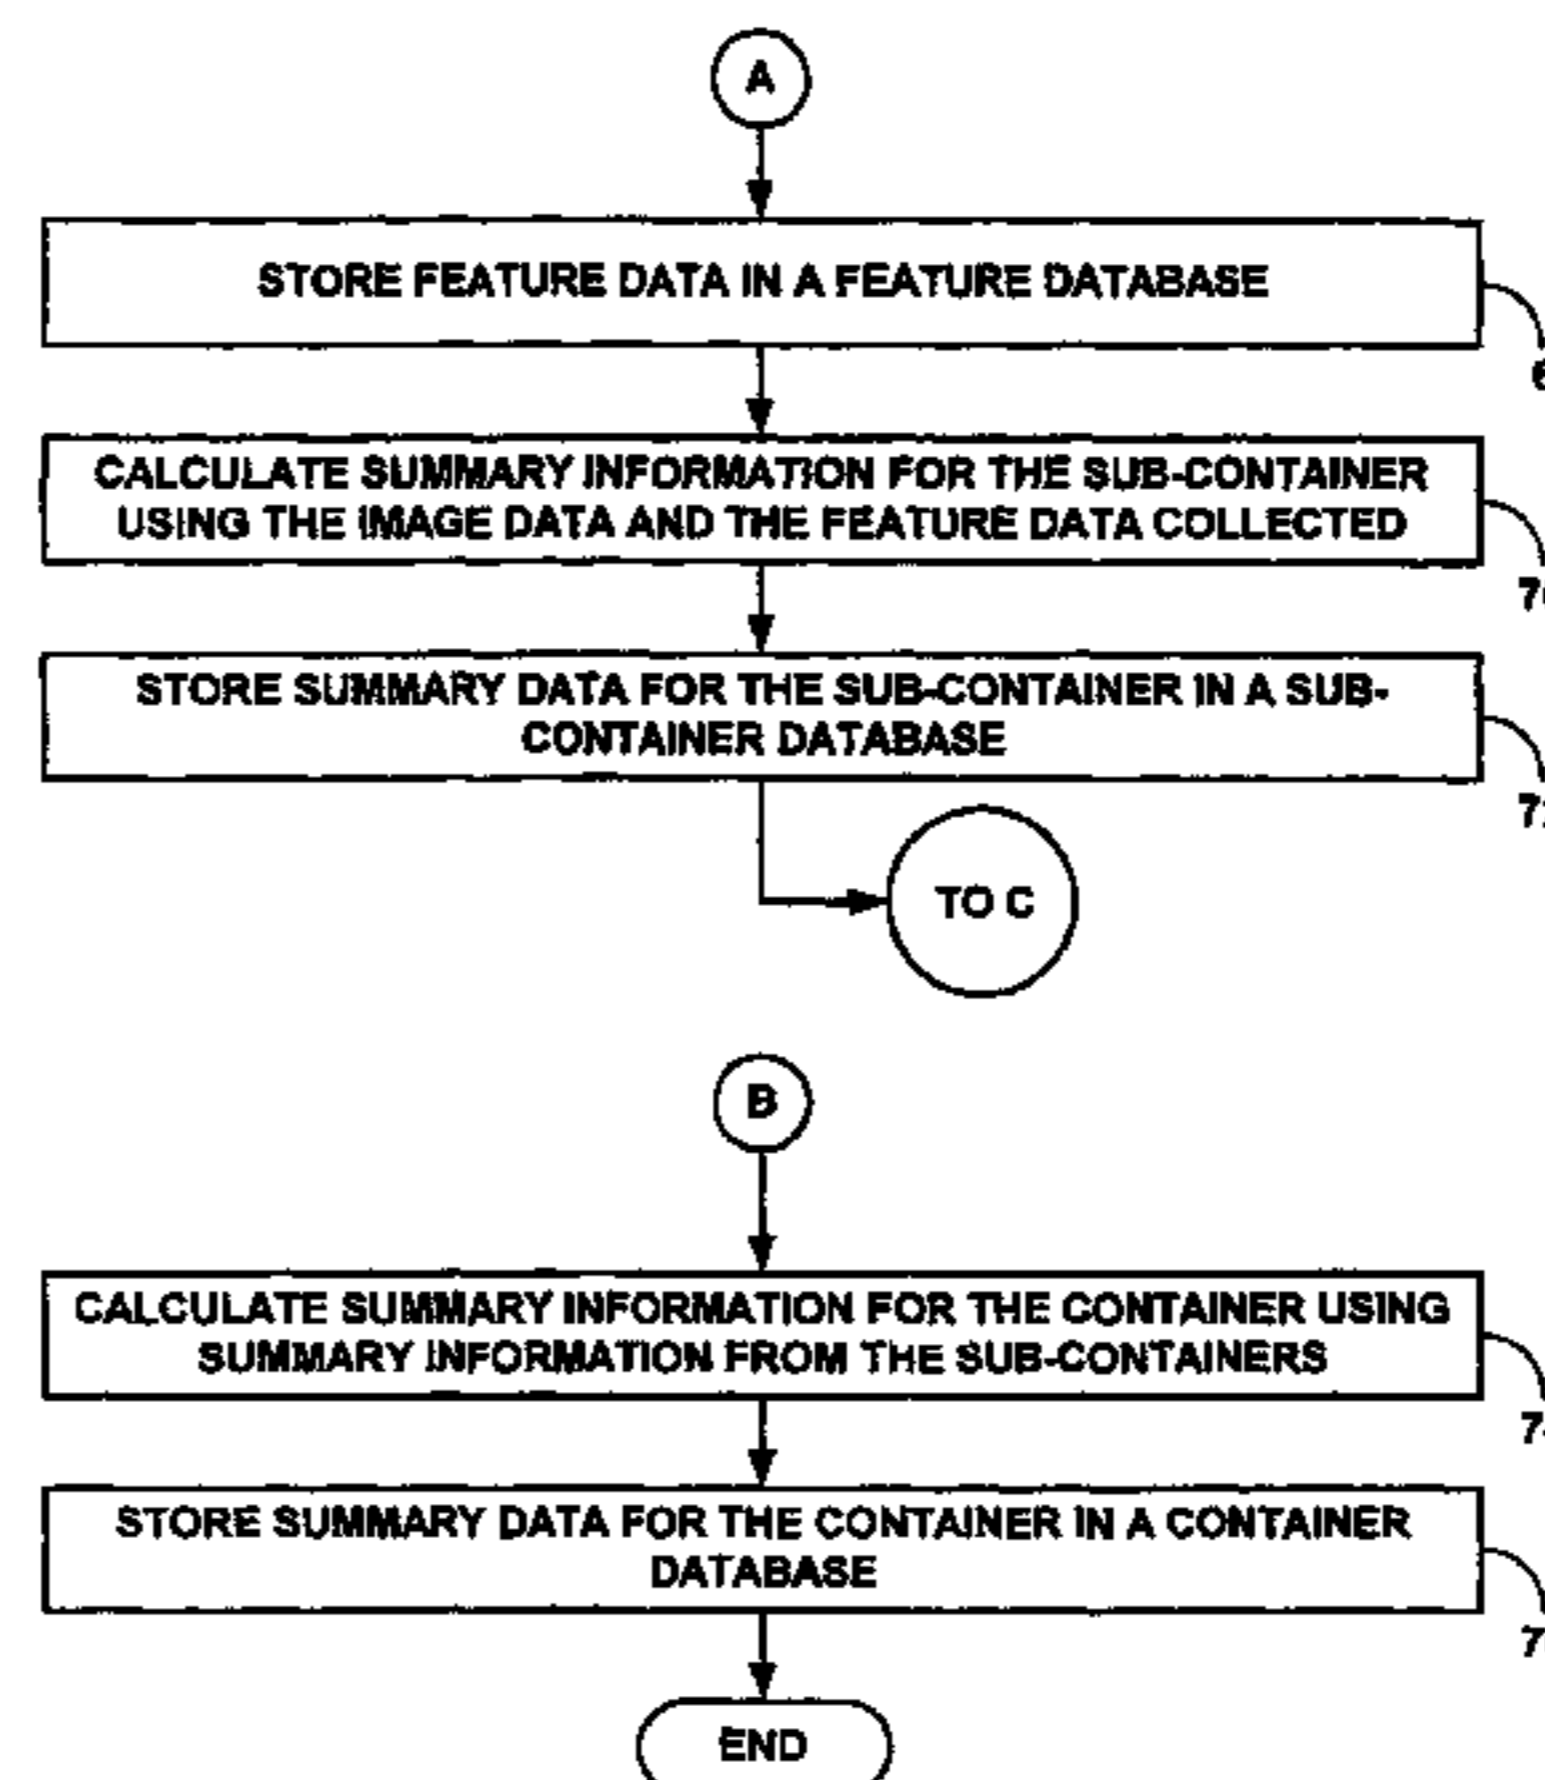 A
STORE FEATURE DATA IN A FEATURE DATABASE
CALCULATE SUMMARY INFORMATION FOR THE SUB-CONTAINER
USING THE IMAGE DATA AND THE FEATURE DATA COLLECTED
STORE SUMMARY DATA FOR THE SUB-CONTAINER IN A SUB-
CONTAINER DATABASE
TO C
B
CALCULATE SUMMARY INFORMATION FOR THE CONTAINER USING
SUMMARY INFORMATION FROM THE SUB-CONTAINERS
STORE SUMMARY DATA FOR THE CONTAINER IN A CONTAINER
DATABASE
END